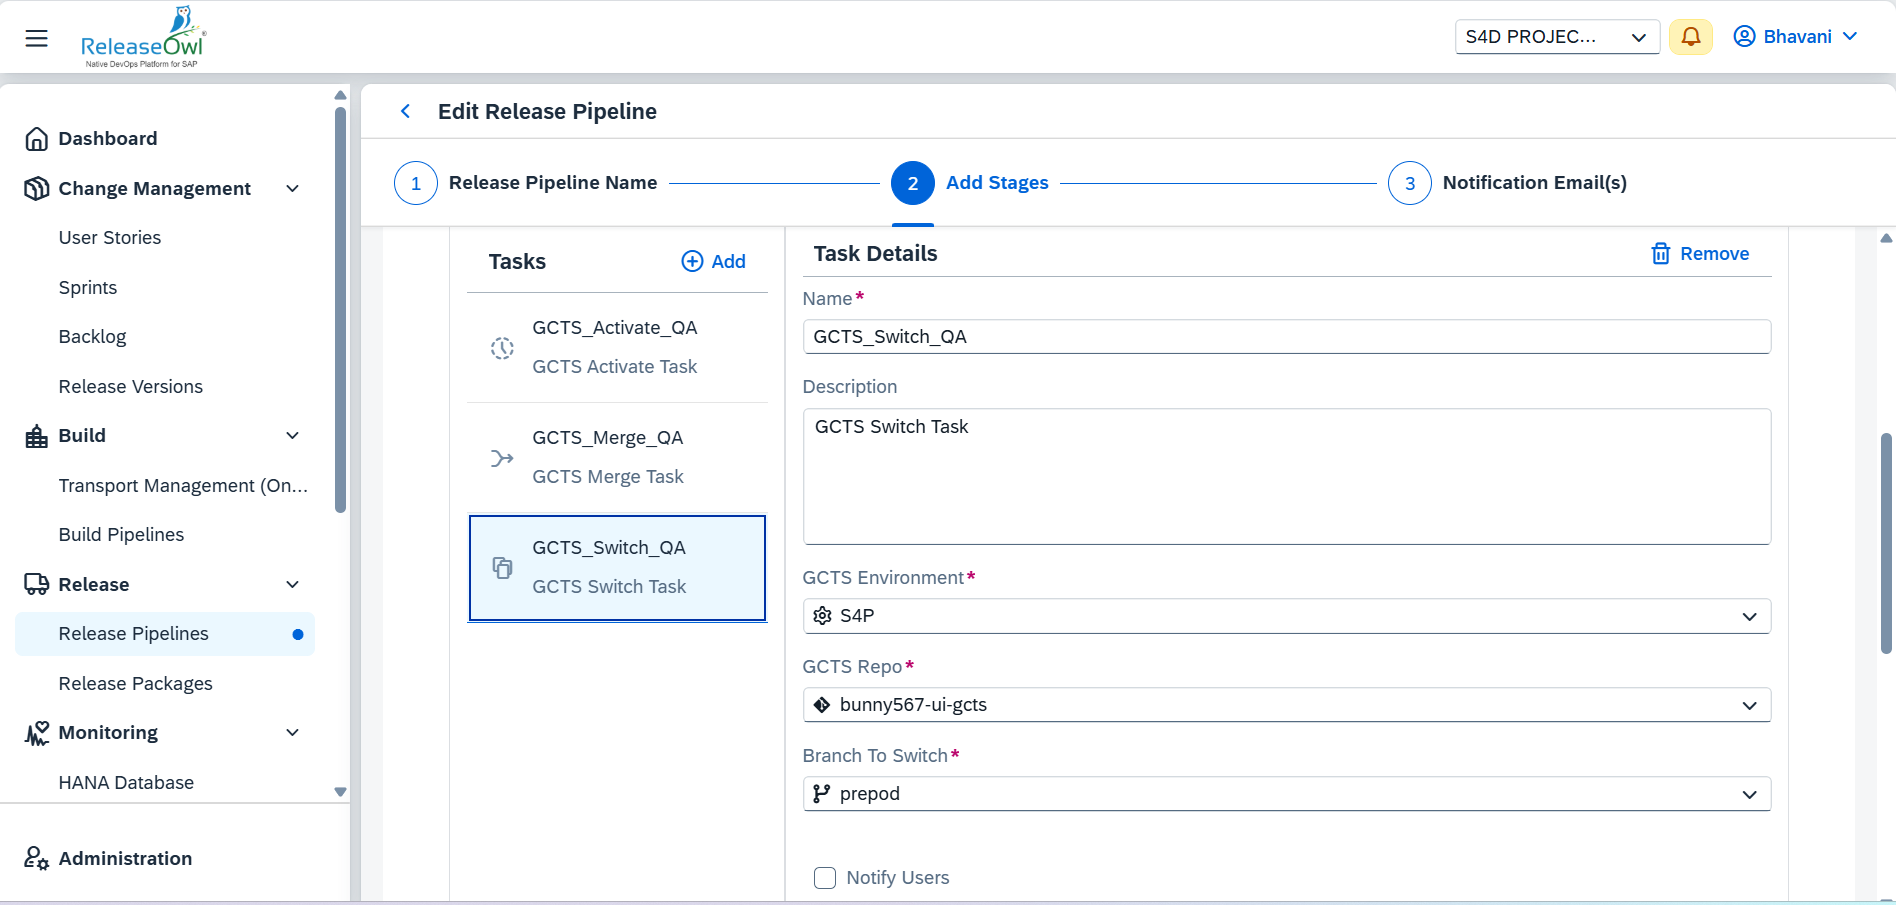 ReleaseOwl
Native DevOps Platform for SAP
S4D PROJEC...
Bhavani
Dashboard
Change Management
User Stories
Sprints
Backlog
Release Versions
Build
Transport Management (On...
Build Pipelines
Release
Release Pipelines
Release Packages
Monitoring
HANA Database
Administration
Edit Release Pipeline
1 Release Pipeline Name
2 Add Stages
3 Notification Email(s)
Tasks
Add
GCTS_Activate_QA
GCTS Activate Task
GCTS_Merge_QA
GCTS Merge Task
GCTS_Switch_QA
GCTS Switch Task
Task Details
Remove
Name*
GCTS_Switch_QA
Description
GCTS Switch Task
GCTS Environment*
S4P
GCTS Repo*
bunny567-ui-gcts
Branch To Switch*
prepod
Notify Users